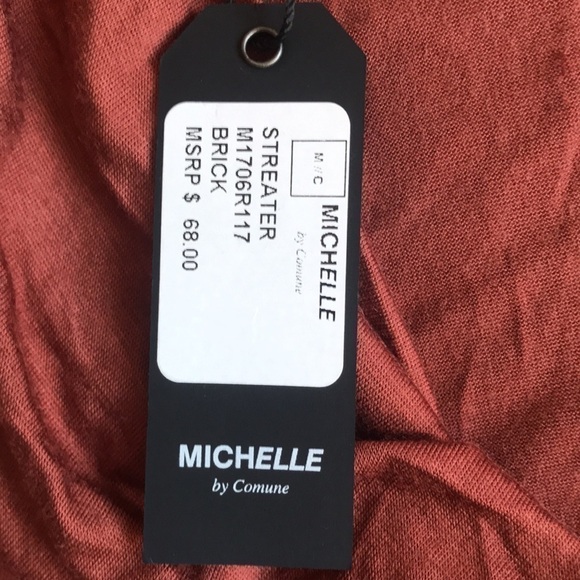 M // C
MICHELLE
by Comune
STREATER
M1706R117
BRICK
MSRP $ 68.00
MICHELLE
by Comune